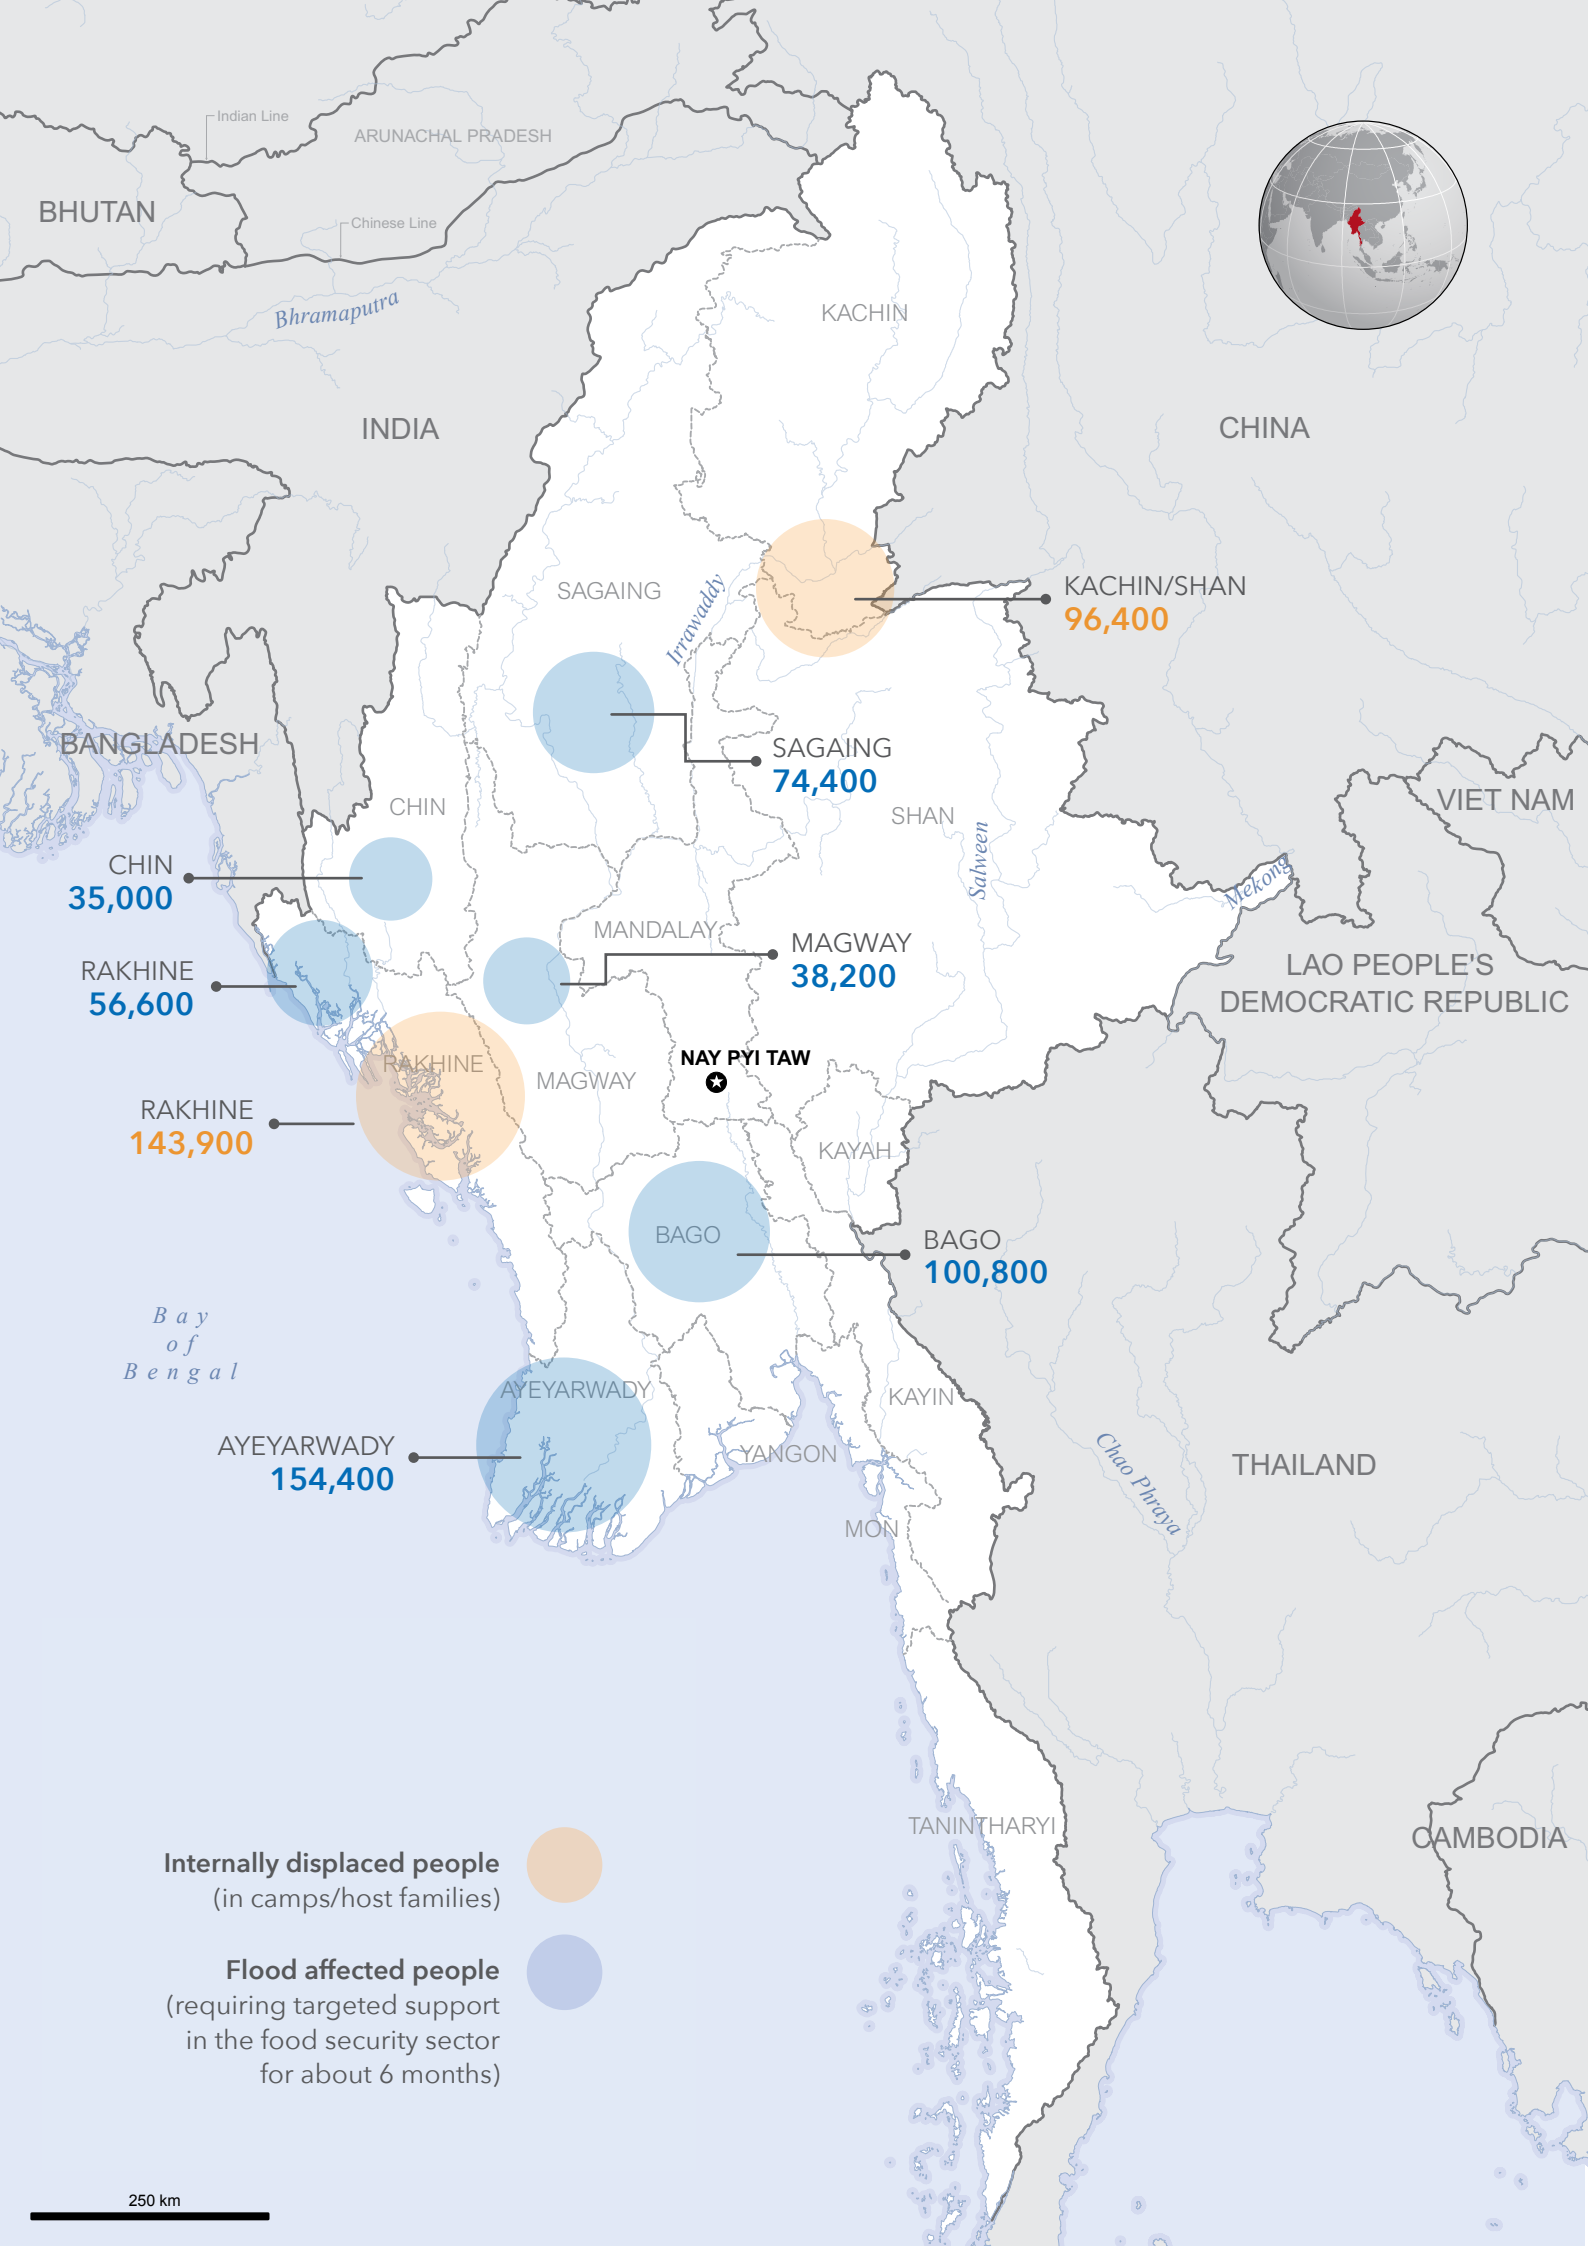 Indian Line
ARUNACHAL PRADESH
BHUTAN
Chinese Line
Bhramaputra
KACHIN
INDIA
CHINA
SAGAING
Irrawaddy
KACHIN/SHAN
96,400
BANGLADESH
SAGAING
74,400
CHIN
SHAN
VIET NAM
Salween
Mekong
CHIN
35,000
MANDALAY
MAGWAY
38,200
RAKHINE
56,600
LAO PEOPLE'S
DEMOCRATIC REPUBLIC
RAKHINE
MAGWAY
NAY PYI TAW
RAKHINE
143,900
KAYAH
BAGO
BAGO
100,800
Bay
of
Bengal
AYEYARWADY
KAYIN
AYEYARWADY
154,400
YANGON
Chao Phraya
THAILAND
MON
TANINTHARYI
CAMBODIA
Internally displaced people
(in camps/host families)
Flood affected people
(requiring targeted support
in the food security sector
for about 6 months)
250 km